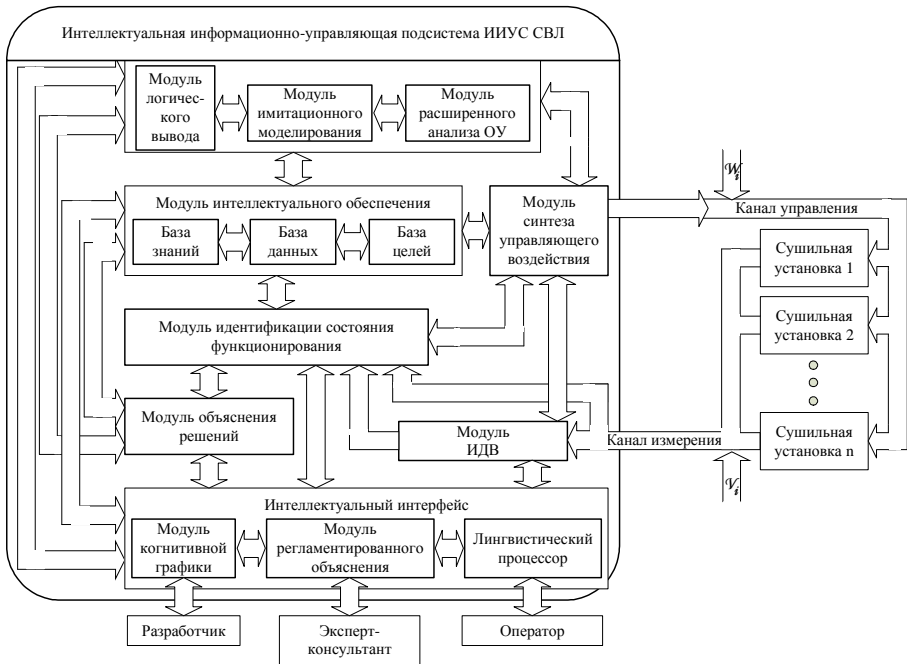 Интеллектуальная информационно-управляющая подсистема ИИУС СВЛ
Модуль
логичес-
кого
вывода
Модуль
имитационного
моделирования
Модуль
расширенного
анализа ОУ
Модуль интеллектуального обеспечения
База
знаний
База
данных
База
целей
Модуль
синтеза
управляющего
воздействия
Wi
Канал управления
Сушильная
установка 1
Сушильная
установка 2
Сушильная
установка n
Модуль идентификации состояния
функционирования
Модуль объяснения
решений
Модуль
ИДВ
Канал измерения
Vi
Интеллектуальный интерфейс
Модуль
когнитивной
графики
Модуль
регламентированного
объяснения
Лингвистический
процессор
Разработчик
Эксперт-
консультант
Оператор